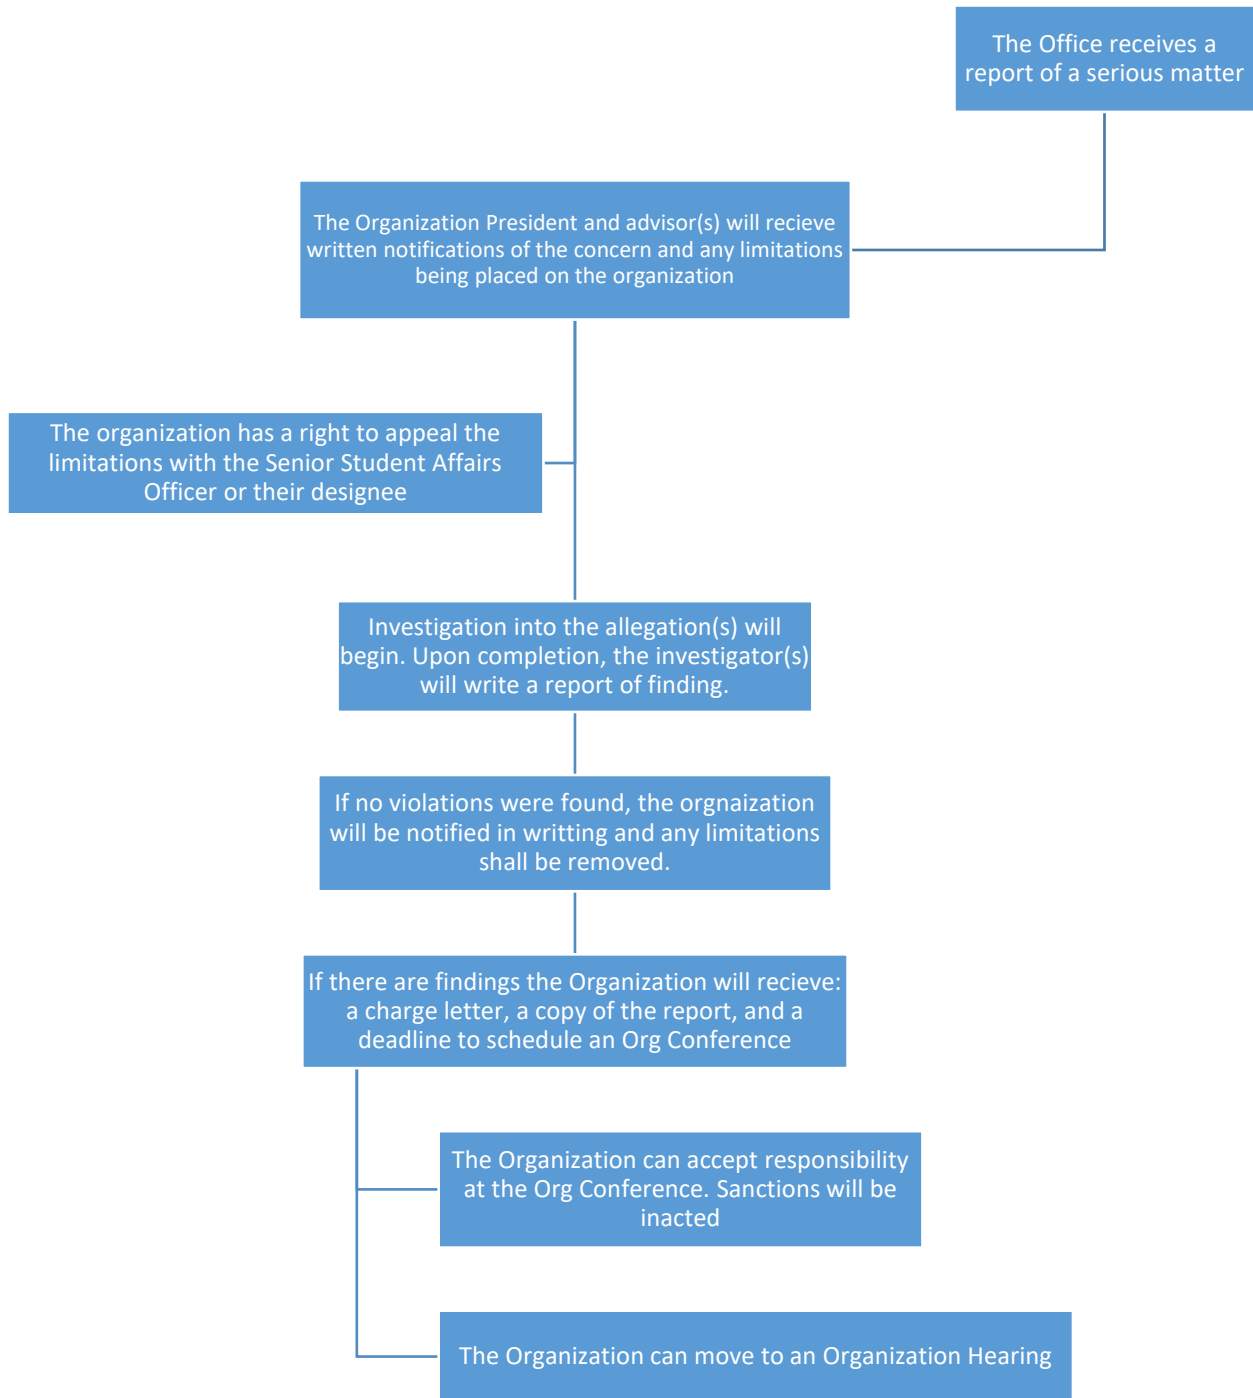 The Office receives a
report of a serious matter
The Organization President and advisor(s) will recieve
written notifications of the concern and any limitations
being placed on the organization
The organization has a right to appeal the
limitations with the Senior Student Affairs
Officer or their designee
Investigation into the allegation(s) will
begin. Upon completion, the investigator(s)
will write a report of finding.
If no violations were found, the orgnaization
will be notified in writting and any limitations
shall be removed.
If there are findings the Organization will recieve:
a charge letter, a copy of the report, and a
deadline to schedule an Org Conference
The Organization can accept responsibility
at the Org Conference. Sanctions will be
inacted
The Organization can move to an Organization Hearing